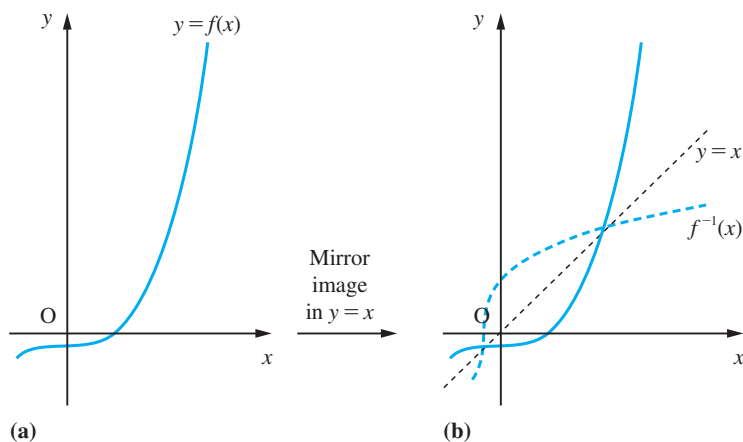 y
y = f(x)
O
x
(a)
Mirror
image
in y = x
y
y = x
f⁻¹(x)
O
x
(b)